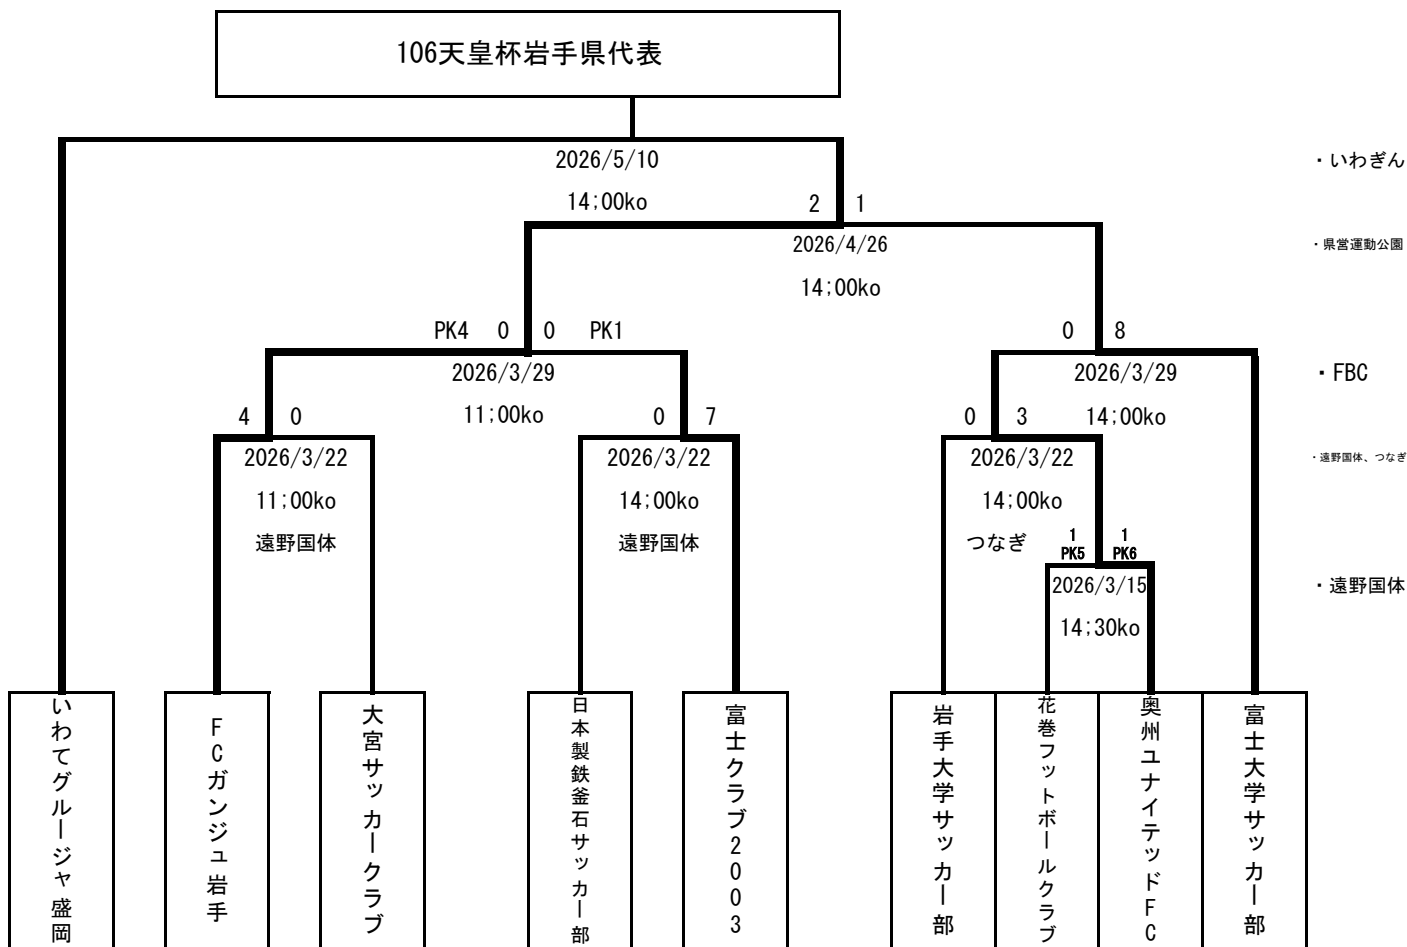 106天皇杯岩手県代表
2026/5/10
・いわぎん
14;00ko
2 1
2026/4/26
・県営運動公園
14;00ko
PK4 0 0 PK1
0 8
2026/3/29
2026/3/29
・FBC
11;00ko
14;00ko
4 0
0 7
0 3
2026/3/22
2026/3/22
2026/3/22
・遠野国体、つなぎ
11;00ko
14;00ko
14;00ko
遠野国体
遠野国体
つなぎ
1 1
PK5 PK6
2026/3/15
・遠野国体
14;30ko
いわてグルージャ盛岡
FCガンジュ岩手
大宮サッカークラブ
日本製鉄釜石サッカー部
富士クラブ2003
岩手大学サッカー部
花巻フットボールクラブ
奥州ユナイテッドFC
富士大学サッカー部